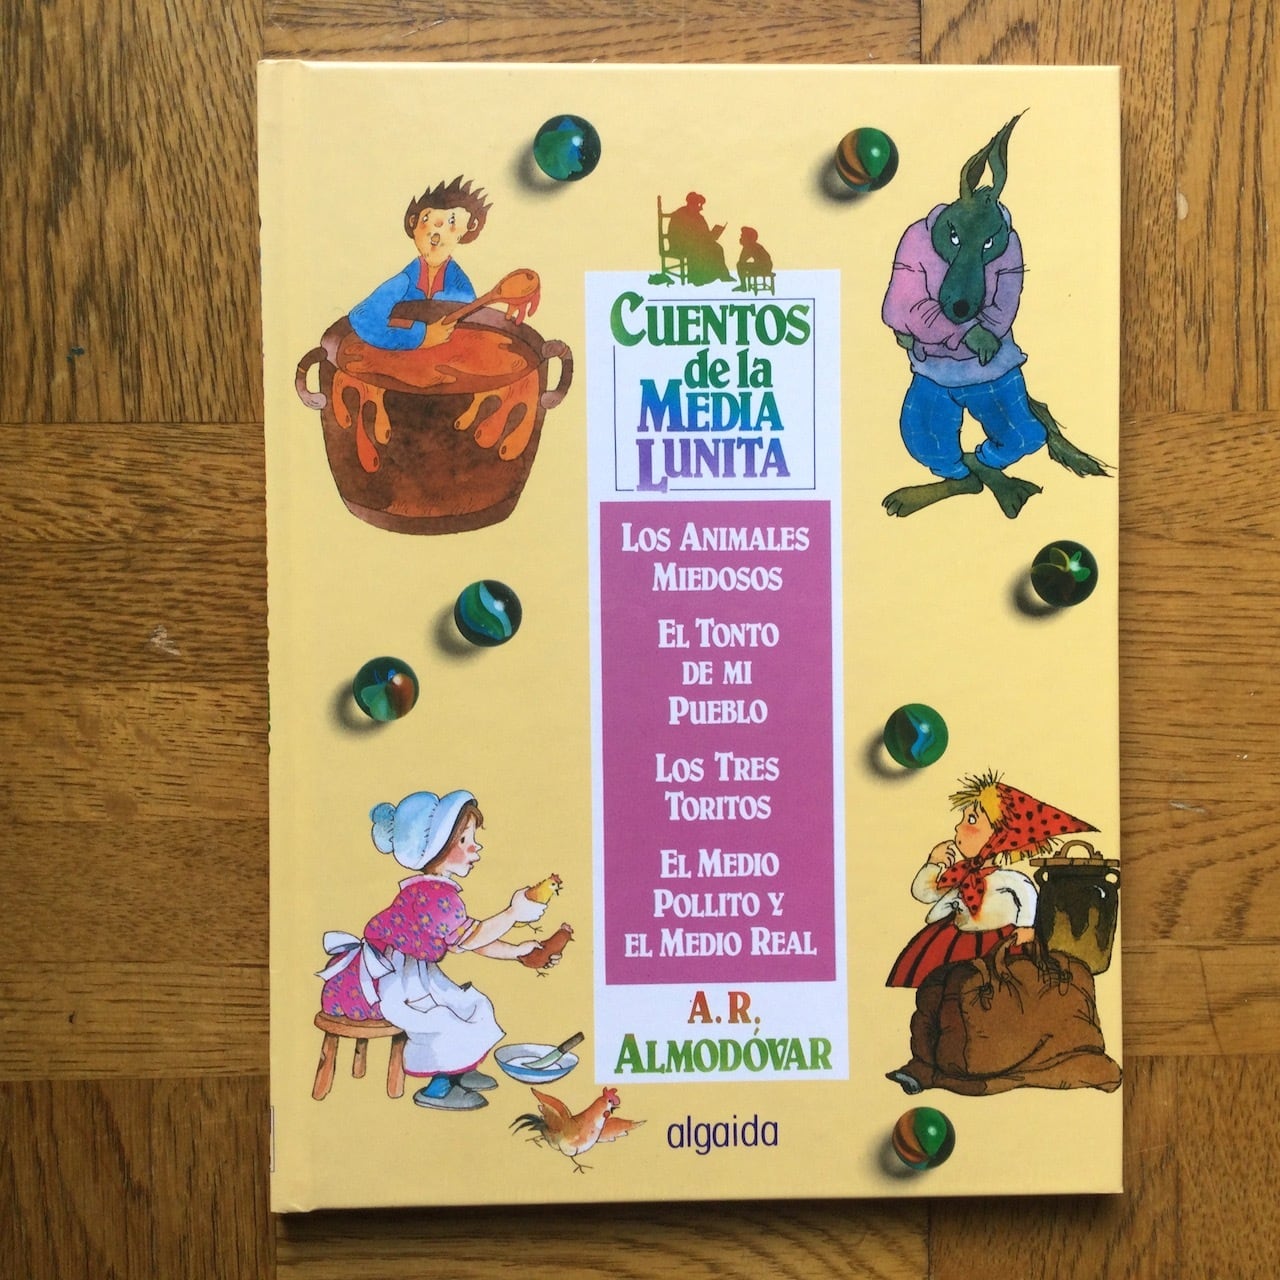 CUENTOS
de la
MEDIA
LUNITA
LOS ANIMALES
MIEDOSOS
EL TONTO
DE MI
PUEBLO
LOS TRES
TORITOS
EL MEDIO
POLLITO Y
EL MEDIO REAL
A.R.
ALMODÓVAR
algaida